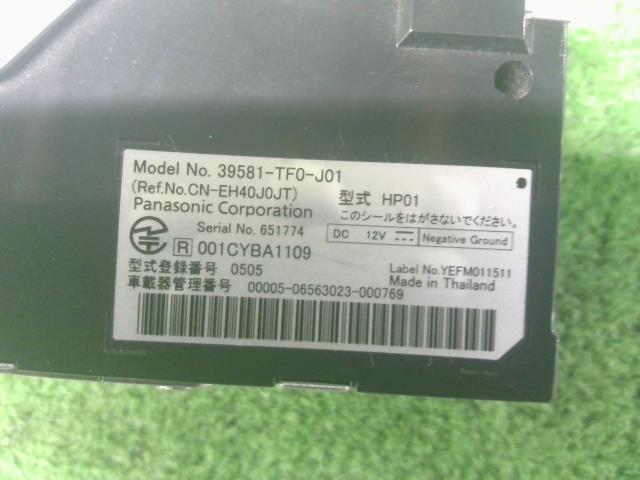 Model No. 39581-TF0-J01
(Ref.No.CN-EH40J0JT) 型式 HP01
Panasonic Corporation このシールをはがさないでください。
Serial No. 651774 DC 12V Negative Ground
R 001CYBA1109
型式登録番号 0505 Label No.YEFM011511
車載器管理番号 00005-06563023-000769 Made in Thailand